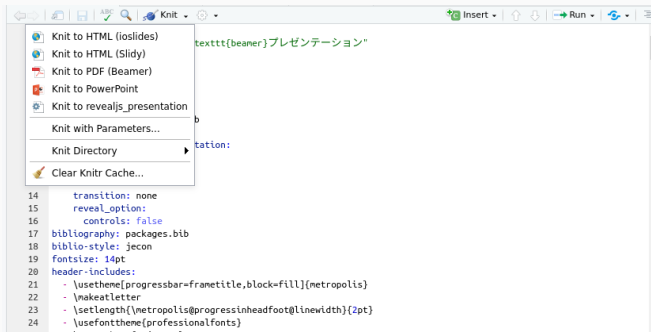 ABC Knit Insert Run
Knit to HTML (ioslides)
texttt{beamer}プレゼンテーション"
Knit to HTML (Slidy)
Knit to PDF (Beamer)
Knit to PowerPoint
Knit to revealjs_presentation
b
Knit with Parameters...
Knit Directory
tation:
Clear Knitr Cache...
14 transition: none
15 reveal_option:
16 controls: false
17 bibliography: packages.bib
18 biblio-style: jecon
19 fontsize: 14pt
20 header-includes:
21 - \usetheme[progressbar=frametitle,block=fill]{metropolis}
22 - \makeatletter
23 - \setlength{\metropolis@progressinheadfoot@linewidth}{2pt}
24 - \usefonttheme{professionalfonts}